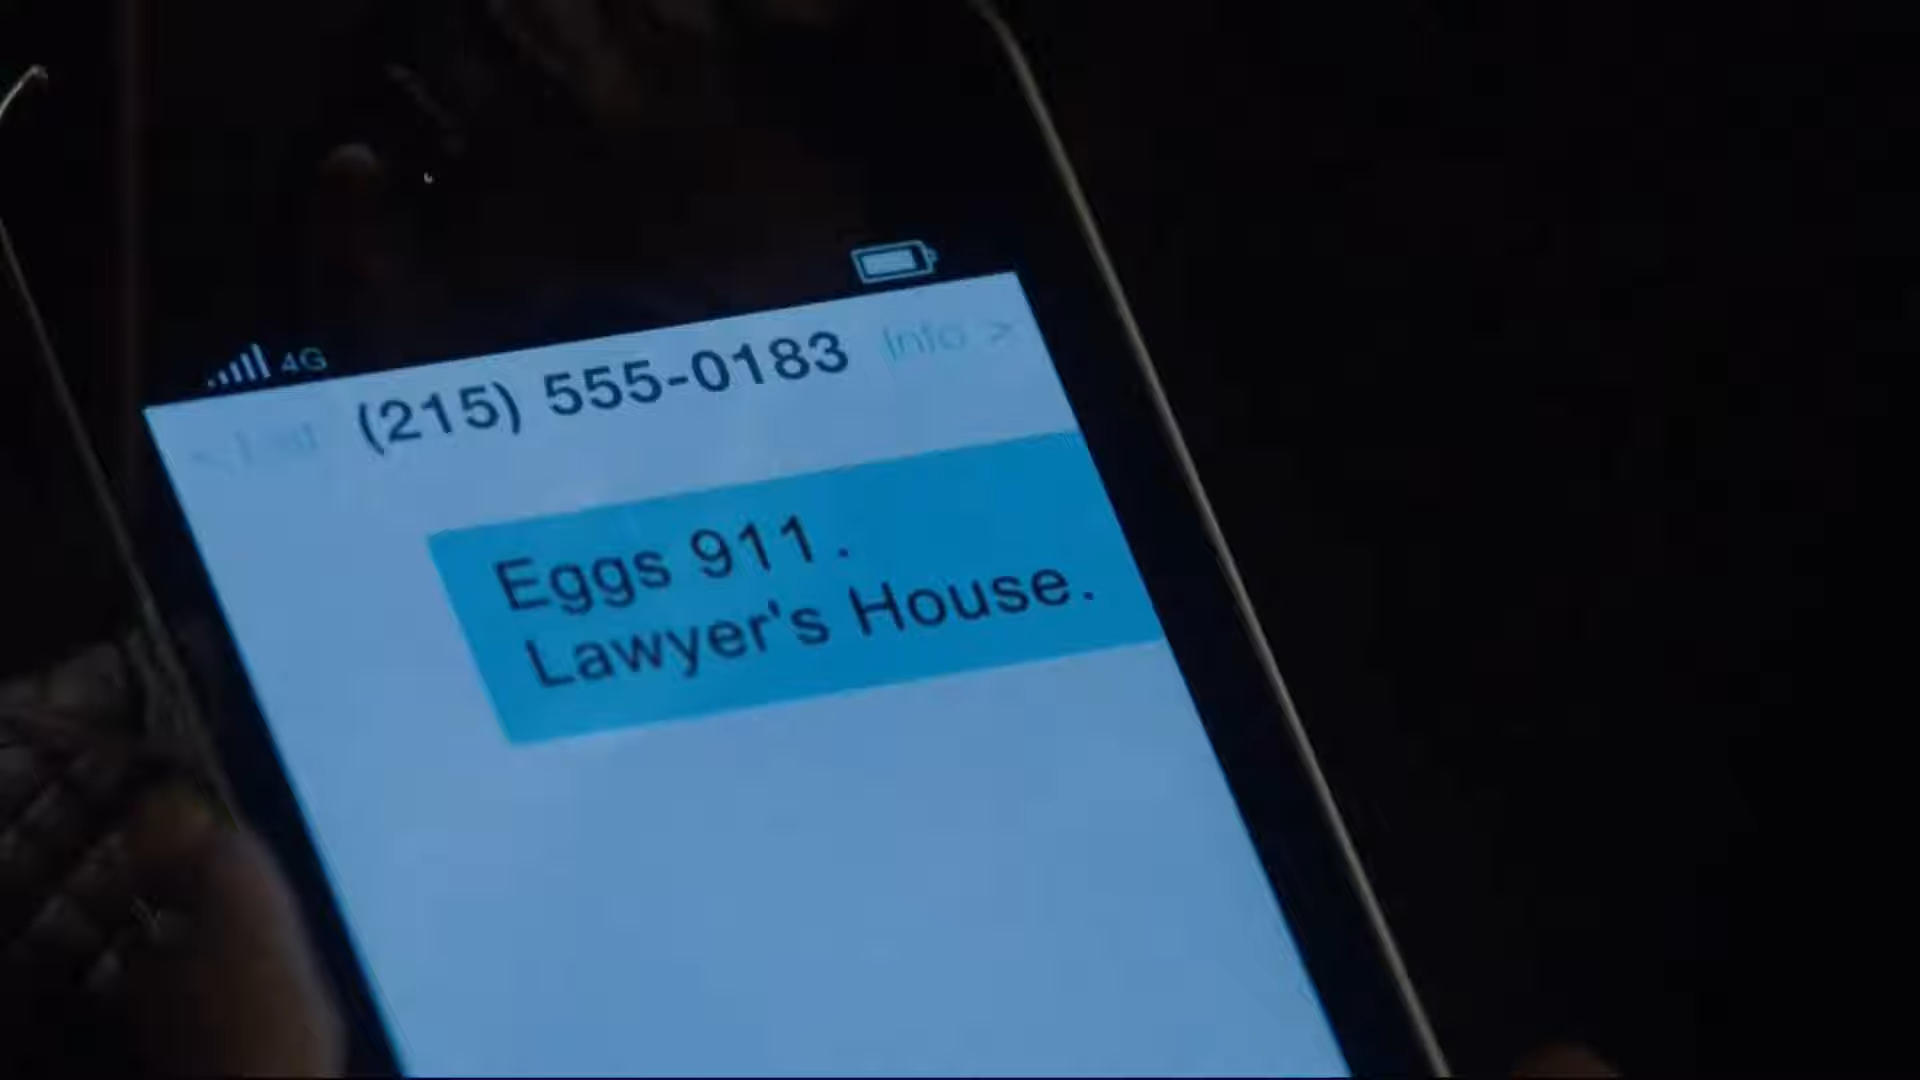 4G
(215) 555-0183 Info >
Eggs 911.
Lawyer's House.